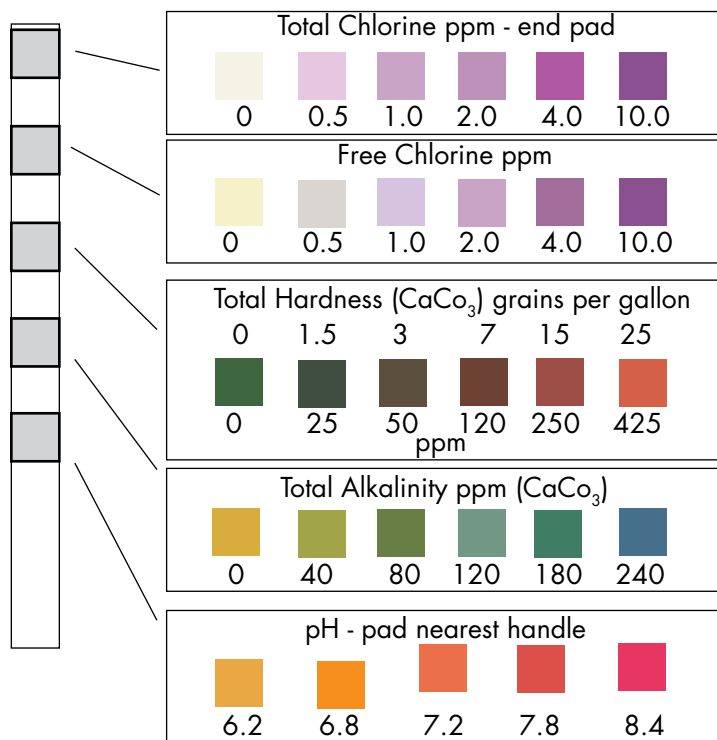 Total Chlorine ppm - end pad
0 0.5 1.0 2.0 4.0 10.0
Free Chlorine ppm
0 0.5 1.0 2.0 4.0 10.0
Total Hardness (CaCo₃) grains per gallon
0 1.5 3 7 15 25
0 25 50 120 250 425
ppm
Total Alkalinity ppm (CaCo₃)
0 40 80 120 180 240
pH - pad nearest handle
6.2 6.8 7.2 7.8 8.4